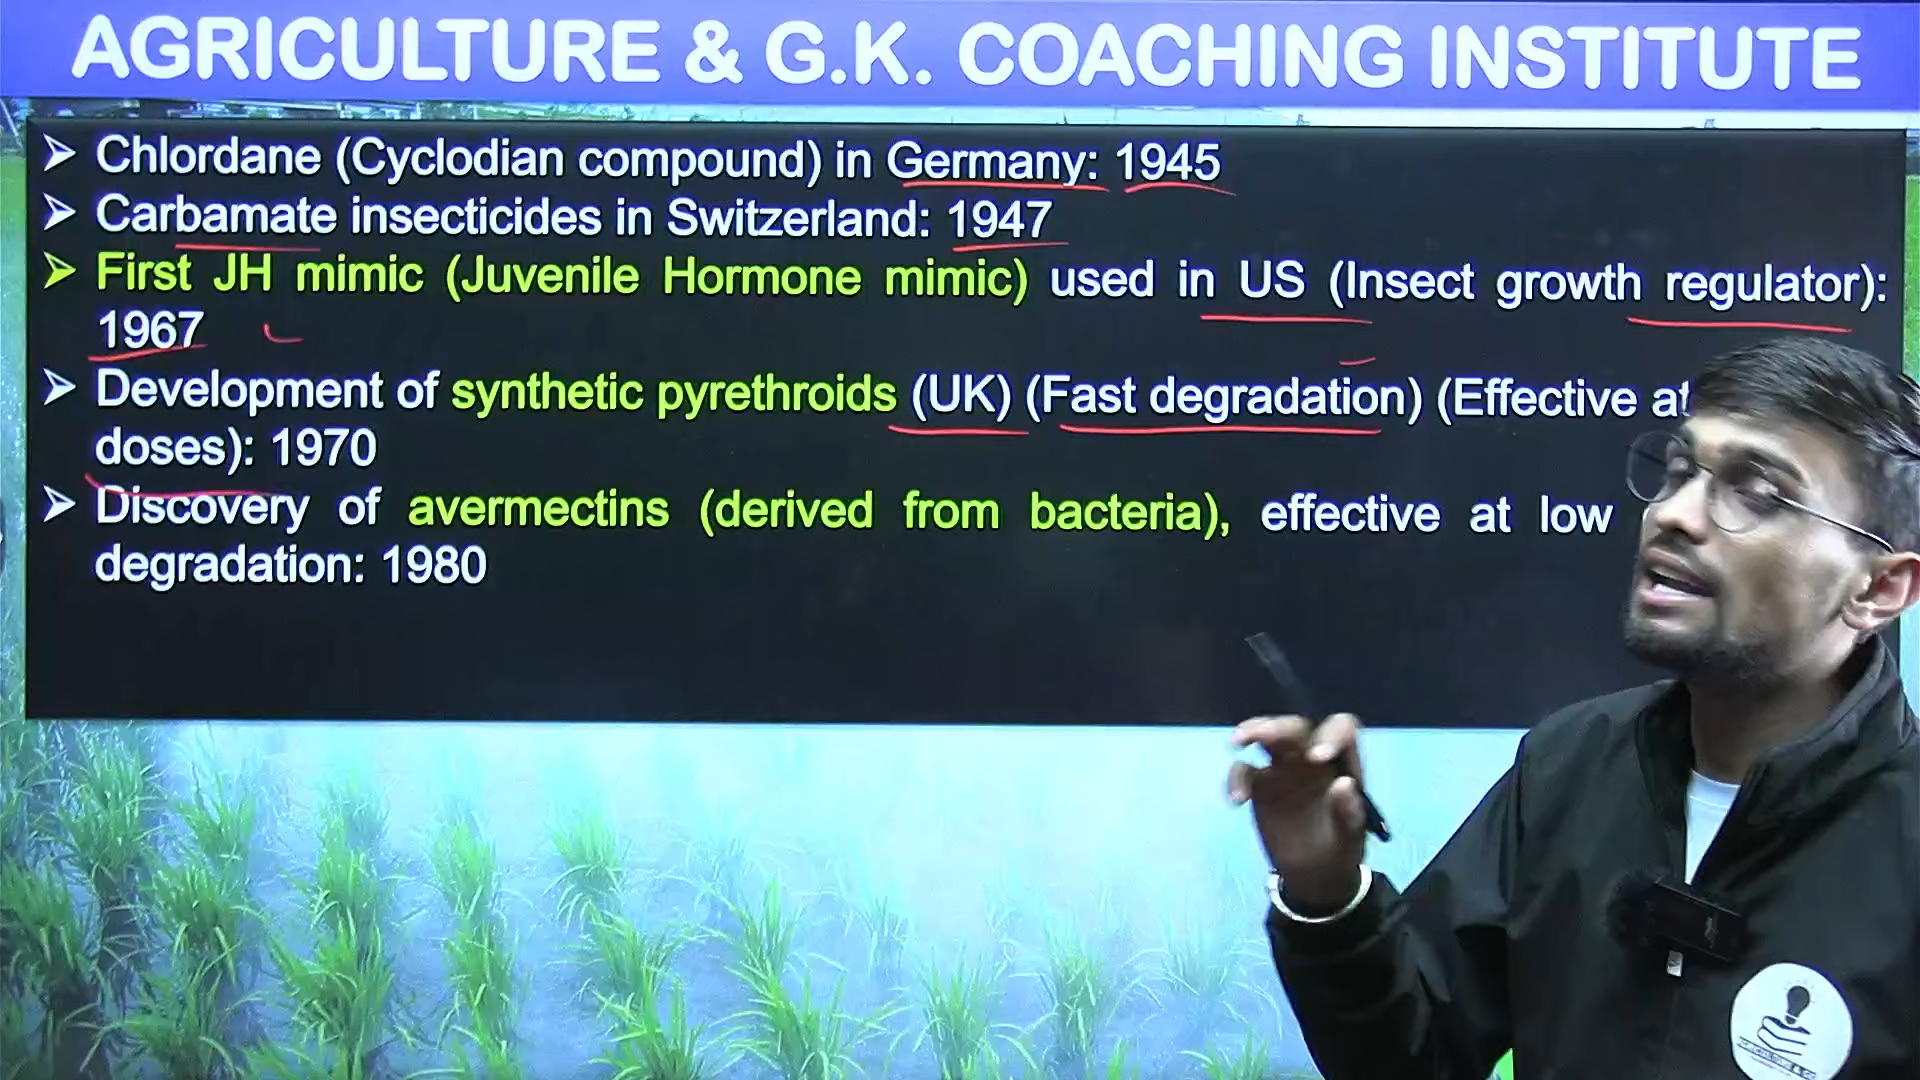 AGRICULTURE & G.K. COACHING INSTITUTE
➢ Chlordane (Cyclodian compound) in Germany: 1945
➢ Carbamate insecticides in Switzerland: 1947
➢ First JH mimic (Juvenile Hormone mimic) used in US (Insect growth regulator):
1967
➢ Development of synthetic pyrethroids (UK) (Fast degradation) (Effective at
doses): 1970
➢ Discovery of avermectins (derived from bacteria), effective at low
degradation: 1980